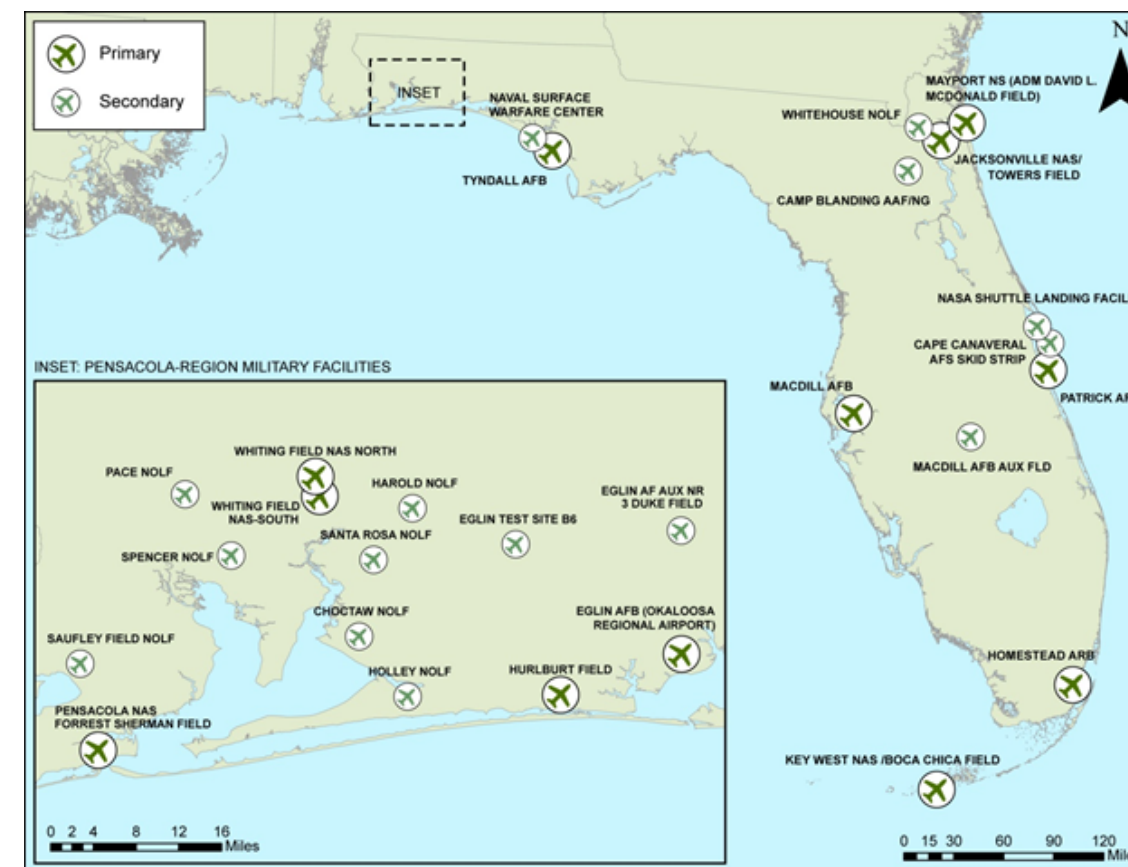 Primary
Secondary
INSET
N
NAVAL SURFACE
WARFARE CENTER
TYNDALL AFB
MAYPORT NS (ADM DAVID L.
MCDONALD FIELD)
WHITEHOUSE NOLF
JACKSONVILLE NAS/
TOWERS FIELD
CAMP BLANDING AAF/NG
NASA SHUTTLE LANDING FACIL
CAPE CANAVERAL
AFS SKID STRIP
PATRICK AF
MACDILL AFB
MACDILL AFB AUX FLD
HOMESTEAD ARB
KEY WEST NAS /BOCA CHICA FIELD
0 15 30 60 90 120
Mil
INSET: PENSACOLA-REGION MILITARY FACILITIES
WHITING FIELD NAS NORTH
PACE NOLF
HAROLD NOLF
WHITING FIELD
NAS-SOUTH
EGLIN AF AUX NR
3 DUKE FIELD
EGLIN TEST SITE B6
SANTA ROSA NOLF
SPENCER NOLF
CHOCTAW NOLF
EGLIN AFB (OKALOOSA
REGIONAL AIRPORT)
SAUFLEY FIELD NOLF
HOLLEY NOLF
HURLBURT FIELD
PENSACOLA NAS
FORREST SHERMAN FIELD
0 2 4 8 12 16
Miles